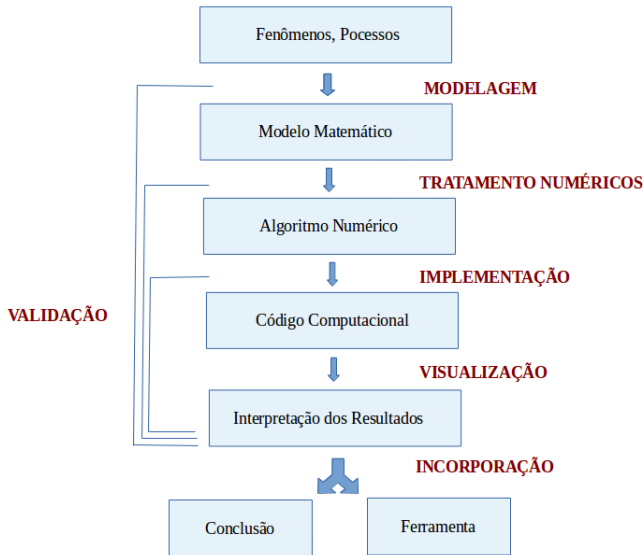 Fenômenos, Pocessos
MODELAGEM
Modelo Matemático
TRATAMENTO NUMÉRICOS
Algoritmo Numérico
IMPLEMENTAÇÃO
VALIDAÇÃO
Código Computacional
VISUALIZAÇÃO
Interpretação dos Resultados
INCORPORAÇÃO
Conclusão
Ferramenta